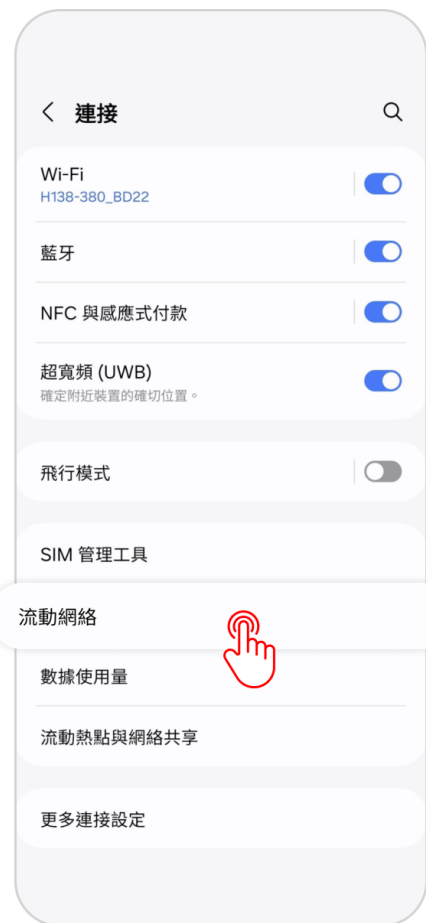 連接
Wi-Fi
H138-380_BD22
藍牙
NFC 與感應式付款
超寬頻 (UWB)
確定附近裝置的確切位置。
飛行模式
SIM 管理工具
流動網絡
數據使用量
流動熱點與網絡共享
更多連接設定